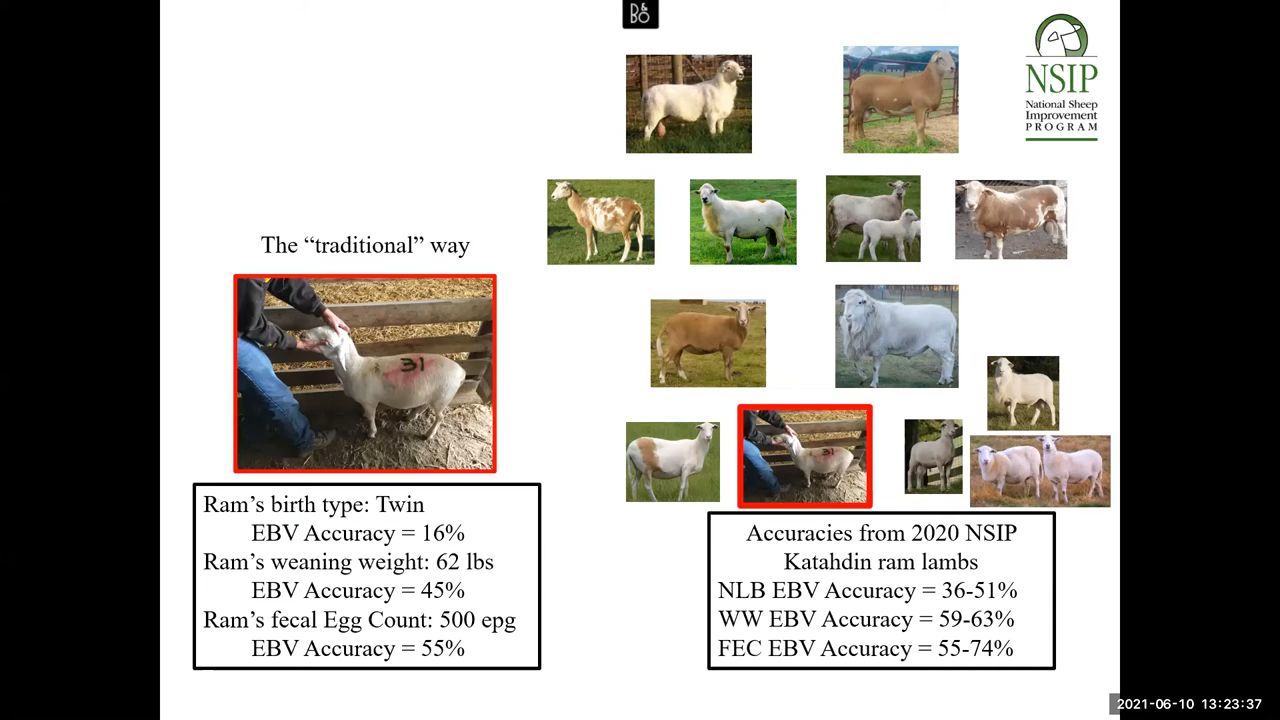 B&O
NSIP
National Sheep
Improvement
PROGRAM
The “traditional” way
31
31
Ram’s birth type: Twin
EBV Accuracy = 16%
Ram’s weaning weight: 62 lbs
EBV Accuracy = 45%
Ram’s fecal Egg Count: 500 epg
EBV Accuracy = 55%
Accuracies from 2020 NSIP
Katahdin ram lambs
NLB EBV Accuracy = 36-51%
WW EBV Accuracy = 59-63%
FEC EBV Accuracy = 55-74%
2021-06-10 13:23:37